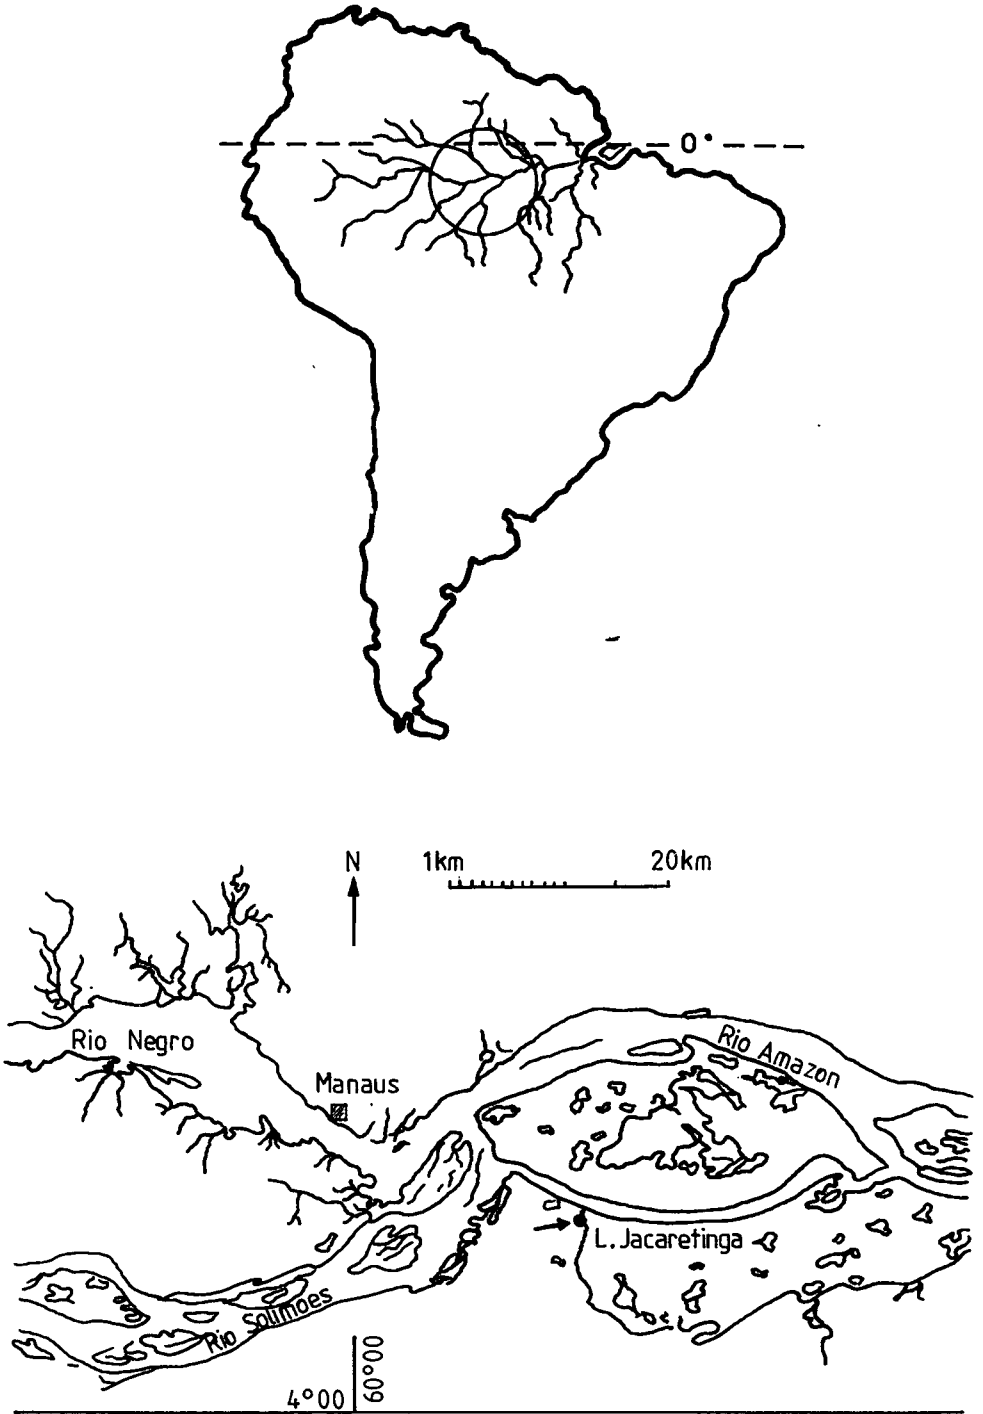 0°
N
1km 20km
Rio Negro
Rio Amazon
Manaus
L.Jacaretinga
Rio Solimoes
60°00
4°00